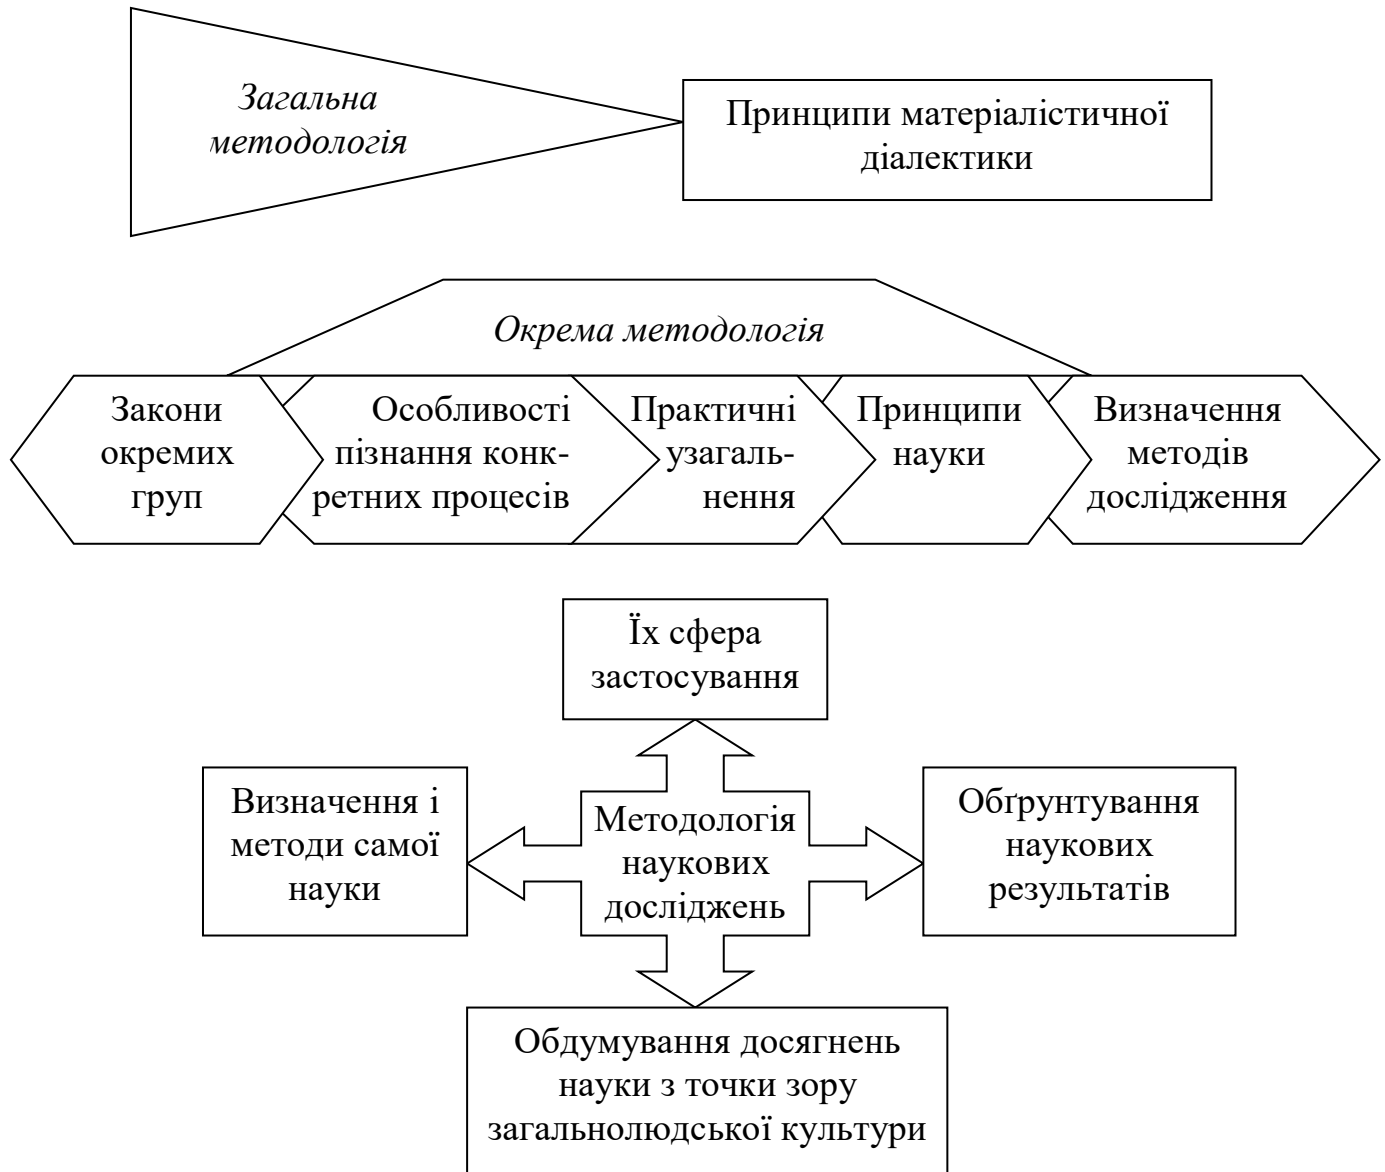 Загальна
методологія
Принципи матеріалістичної
діалектики
Окрема методологія
Закони
окремих
груп
Особливості
пізнання конк-
ретних процесів
Практичні
узагаль-
нення
Принципи
науки
Визначення
методів
дослідження
Їх сфера
застосування
Визначення і
методи самої
науки
Методологія
наукових
досліджень
Обґрунтування
наукових
результатів
Обдумування досягнень
науки з точки зору
загальнолюдської культури